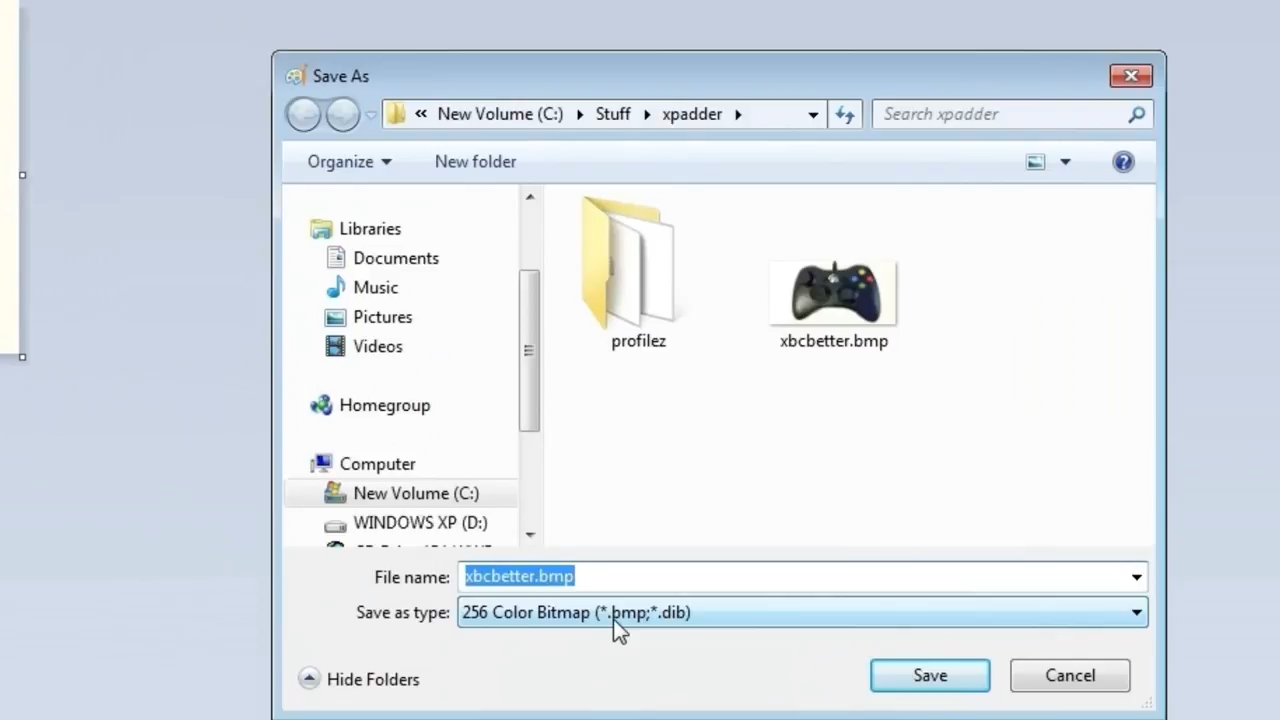 Save As
« New Volume (C:) Stuff xpadder
Search xpadder
Organize New folder
Libraries
Documents
Music
Pictures
Videos
Homegroup
Computer
New Volume (C:)
WINDOWS XP (D:)
profilez
xbcbetter.bmp
File name: xbcbetter.bmp
Save as type: 256 Color Bitmap (*.bmp;*.dib)
Hide Folders
Save Cancel